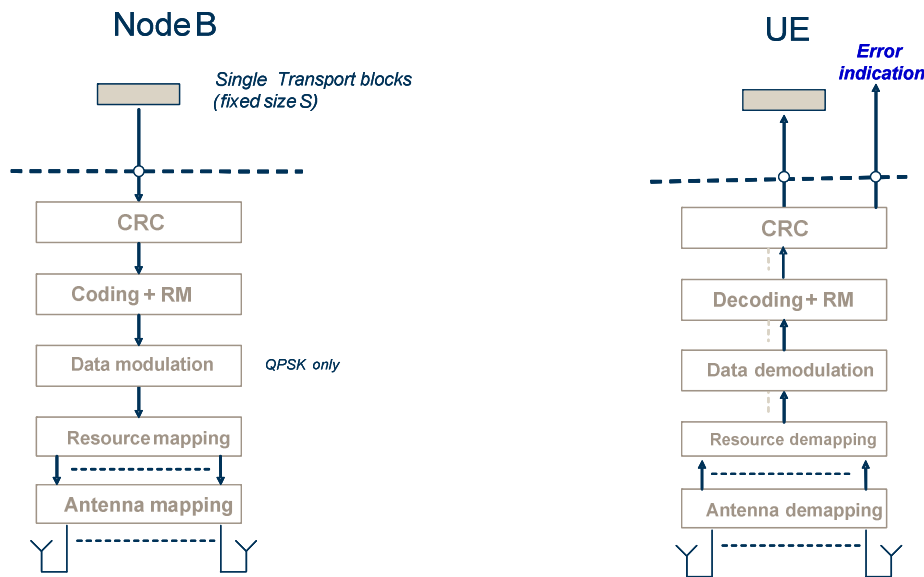 Node B
Single Transport blocks
(fixed size S)
CRC
Coding + RM
Data modulation
QPSK only
Resource mapping
Antenna mapping
UE
Error
indication
CRC
Decoding + RM
Data demodulation
Resource demapping
Antenna demapping